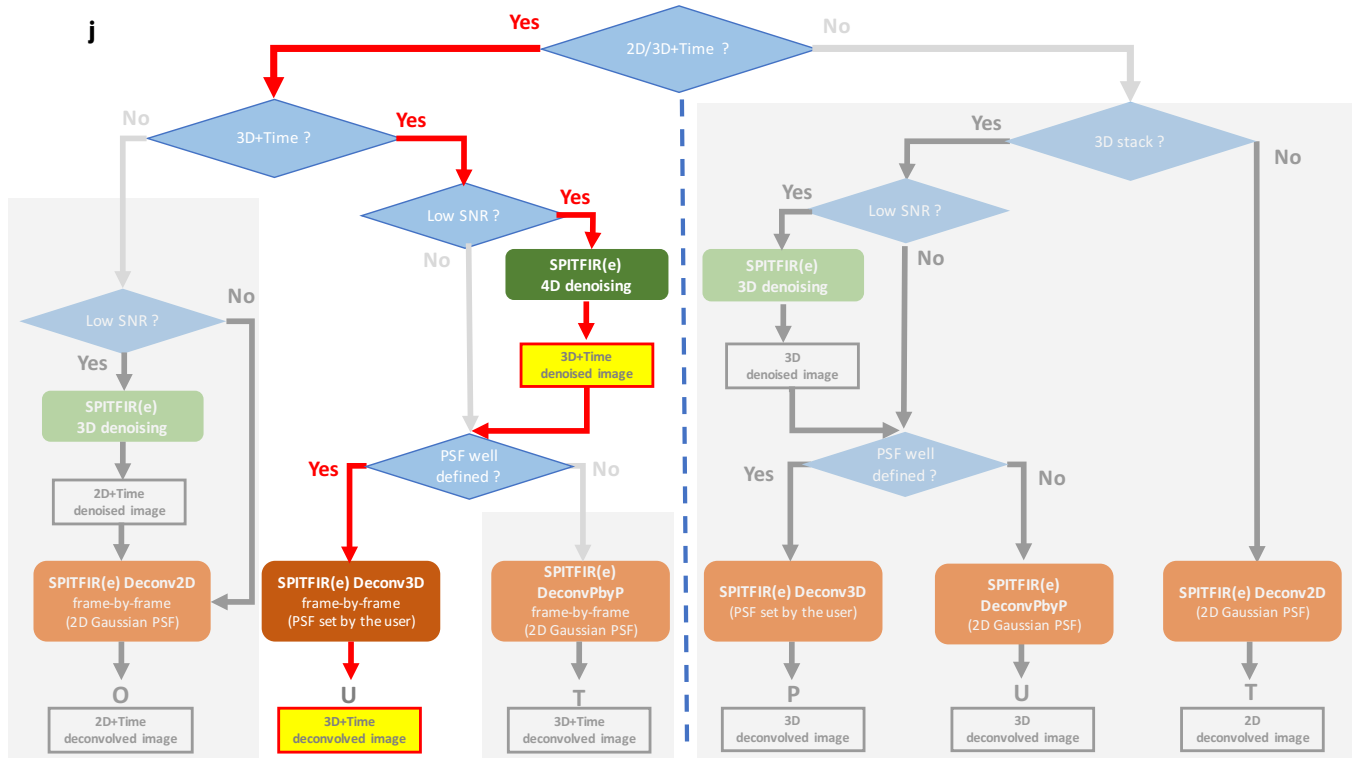 j
Yes
2D/3D+Time ?
No
No
3D+Time ?
Yes
Yes
3D stack ?
No
Low SNR ?
Yes
No
SPITFIR(e)
4D denoising
3D+Time
denoised image
Yes
Low SNR ?
No
SPITFIR(e)
3D denoising
3D
denoised image
Low SNR ?
No
Yes
SPITFIR(e)
3D denoising
2D+Time
denoised image
Yes
PSF well
defined ?
No
Yes
PSF well
defined ?
No
SPITFIR(e) Deconv2D
frame-by-frame
(2D Gaussian PSF)
SPITFIR(e) Deconv3D
frame-by-frame
(PSF set by the user)
SPITFIR(e)
DeconvPbyP
frame-by-frame
(2D Gaussian PSF)
SPITFIR(e) Deconv3D
(PSF set by the user)
SPITFIR(e)
DeconvPbyP
(2D Gaussian PSF)
SPITFIR(e) Deconv2D
(2D Gaussian PSF)
O
2D+Time
deconvolved image
U
3D+Time
deconvolved image
T
3D+Time
deconvolved image
P
3D
deconvolved image
U
3D
deconvolved image
T
2D
deconvolved image